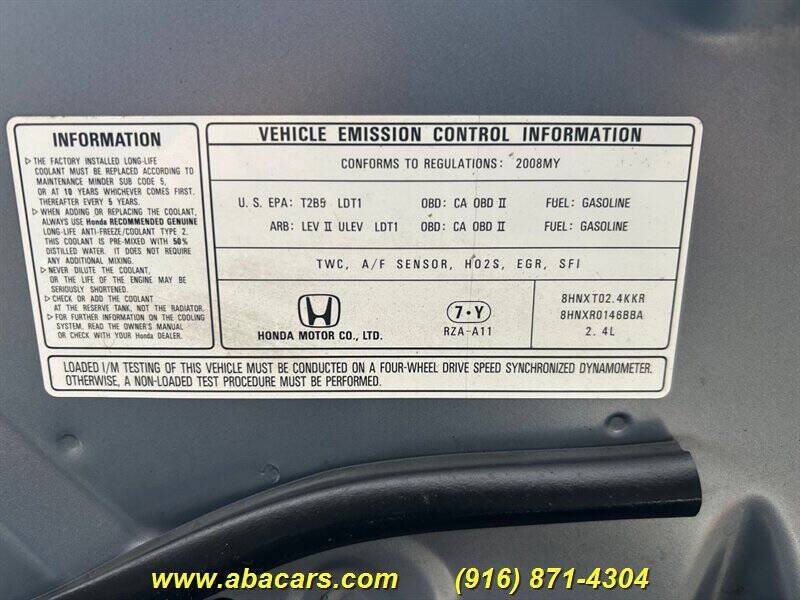 INFORMATION
▷ THE FACTORY INSTALLED LONG-LIFE
COOLANT MUST BE REPLACED ACCORDING TO
MAINTENANCE MINDER SUB CODE 5,
OR AT 10 YEARS WHICHEVER COMES FIRST.
THEREAFTER EVERY 5 YEARS.
▷ WHEN ADDING OR REPLACING THE COOLANT,
ALWAYS USE Honda RECOMMENDED GENUINE
LONG-LIFE ANTI-FREEZE/COOLANT TYPE 2.
THIS COOLANT IS PRE-MIXED WITH 50%
DISTILLED WATER. IT DOES NOT REQUIRE
ANY ADDITIONAL MIXING.
▷ NEVER DILUTE THE COOLANT,
OR THE LIFE OF THE ENGINE MAY BE
SERIOUSLY SHORTENED.
▷ CHECK OR ADD THE COOLANT
AT THE RESERVE TANK, NOT THE RADIATOR.
▷ FOR FURTHER INFORMATION ON THE COOLING
SYSTEM, READ THE OWNER'S MANUAL
OR CHECK WITH YOUR Honda DEALER.
VEHICLE EMISSION CONTROL INFORMATION
CONFORMS TO REGULATIONS: 2008MY
U. S. EPA: T2B5 LDT1 OBD: CA OBD II FUEL: GASOLINE
ARB: LEV II ULEV LDT1 OBD: CA OBD II FUEL: GASOLINE
TWC, A/F SENSOR, HO2S, EGR, SFI
HONDA MOTOR CO., LTD.
7・Y
RZA-A11
8HNXT02.4KKR
8HNXR0146BBA
2. 4L
LOADED I/M TESTING OF THIS VEHICLE MUST BE CONDUCTED ON A FOUR-WHEEL DRIVE SPEED SYNCHRONIZED DYNAMOMETER.
OTHERWISE, A NON-LOADED TEST PROCEDURE MUST BE PERFORMED.
www.abacars.com (916) 871-4304